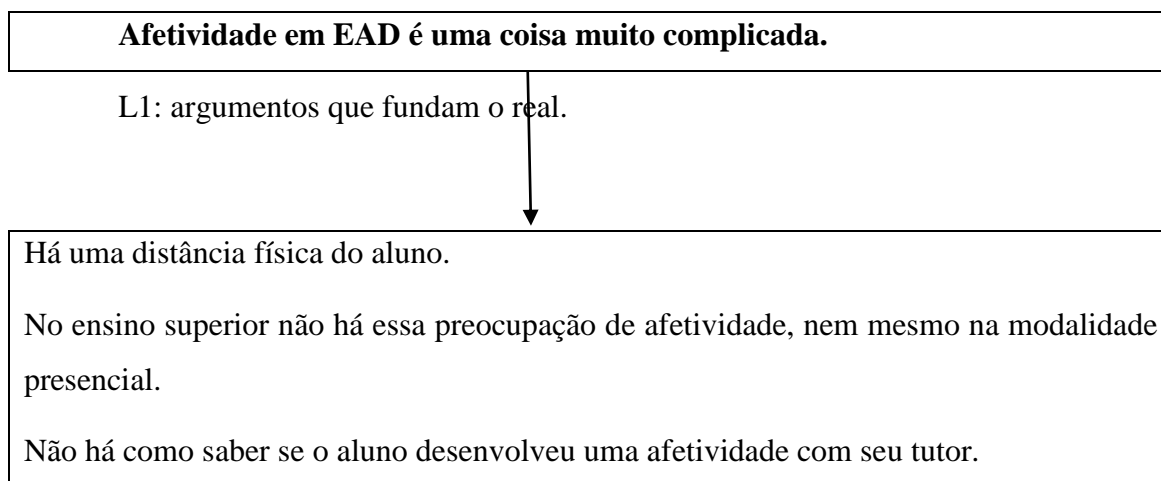 Afetividade em EAD é uma coisa muito complicada.
L1: argumentos que fundam o real.
Há uma distância física do aluno.
No ensino superior não há essa preocupação de afetividade, nem mesmo na modalidade
presencial.
Não há como saber se o aluno desenvolveu uma afetividade com seu tutor.